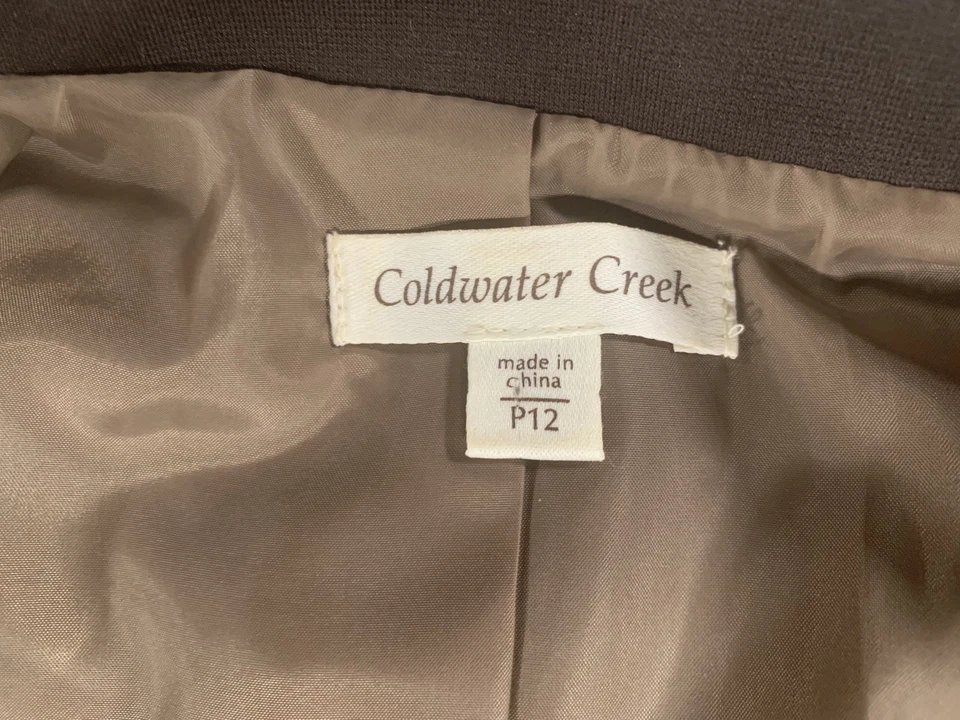 Coldwater Creek
made in
china
P12